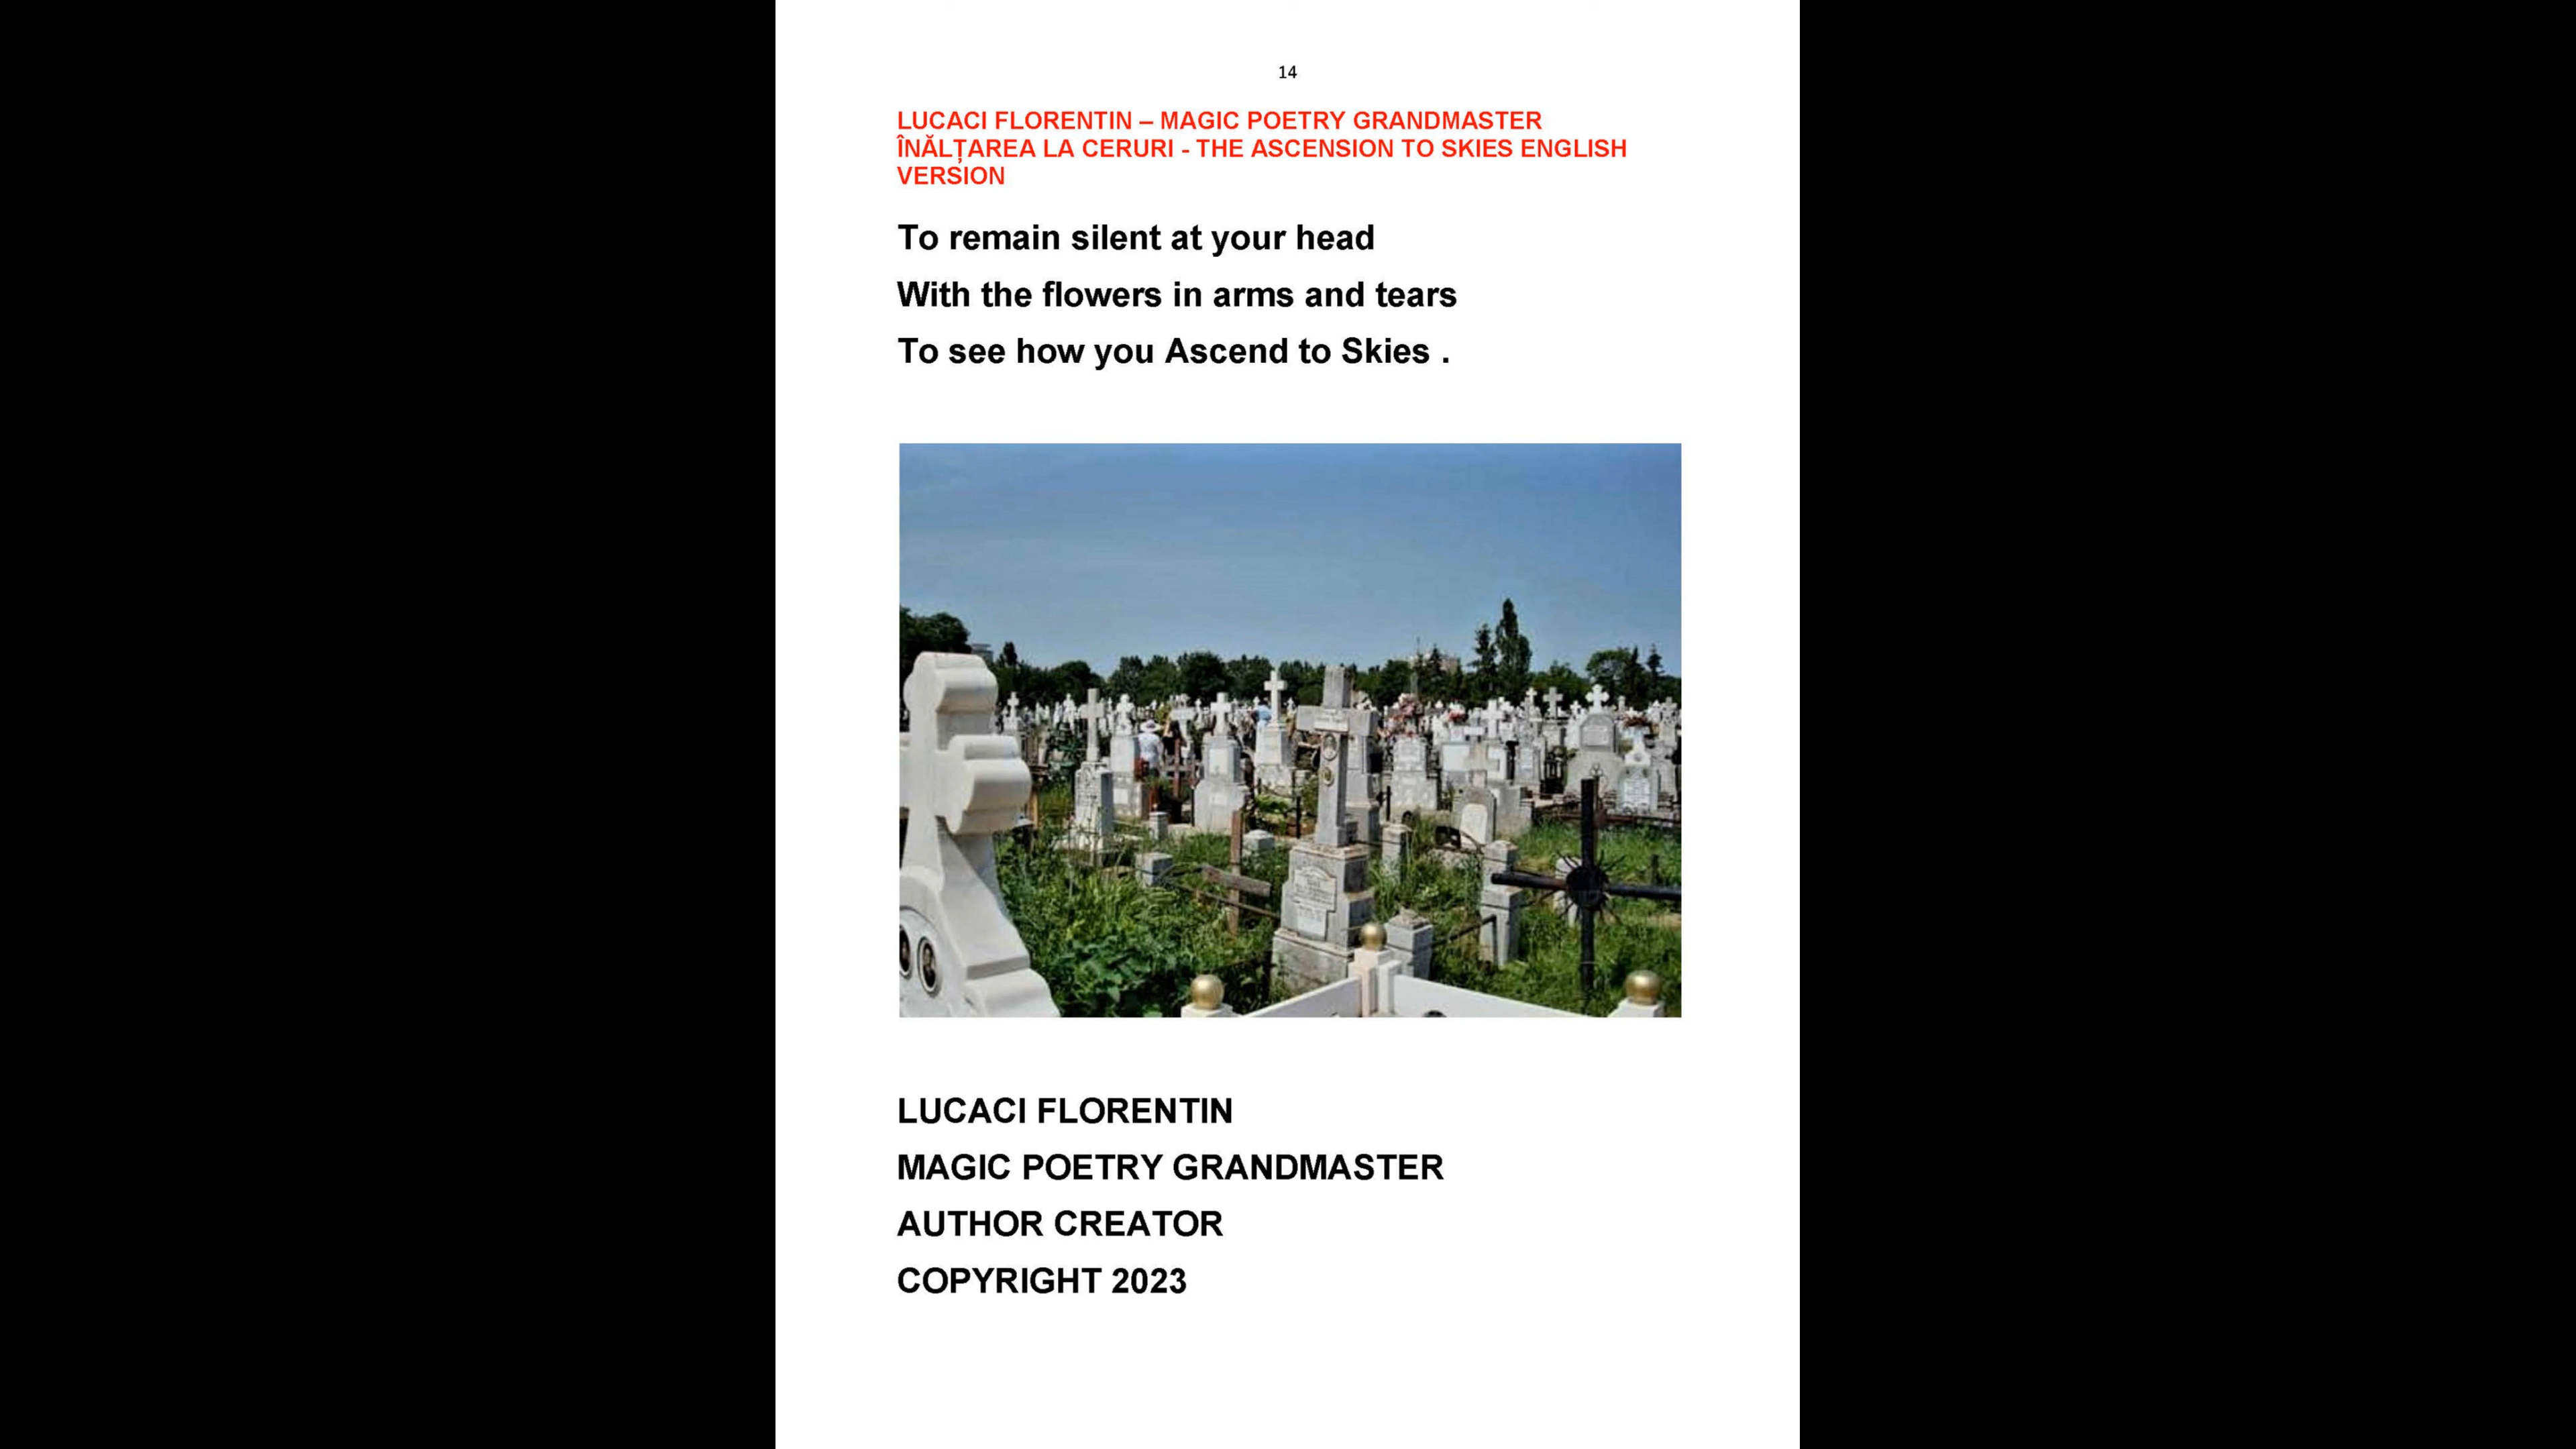 14
LUCACI FLORENTIN – MAGIC POETRY GRANDMASTER
ÎNĂLȚAREA LA CERURI - THE ASCENSION TO SKIES ENGLISH
VERSION
To remain silent at your head
With the flowers in arms and tears
To see how you Ascend to Skies .
LUCACI FLORENTIN
MAGIC POETRY GRANDMASTER
AUTHOR CREATOR
COPYRIGHT 2023